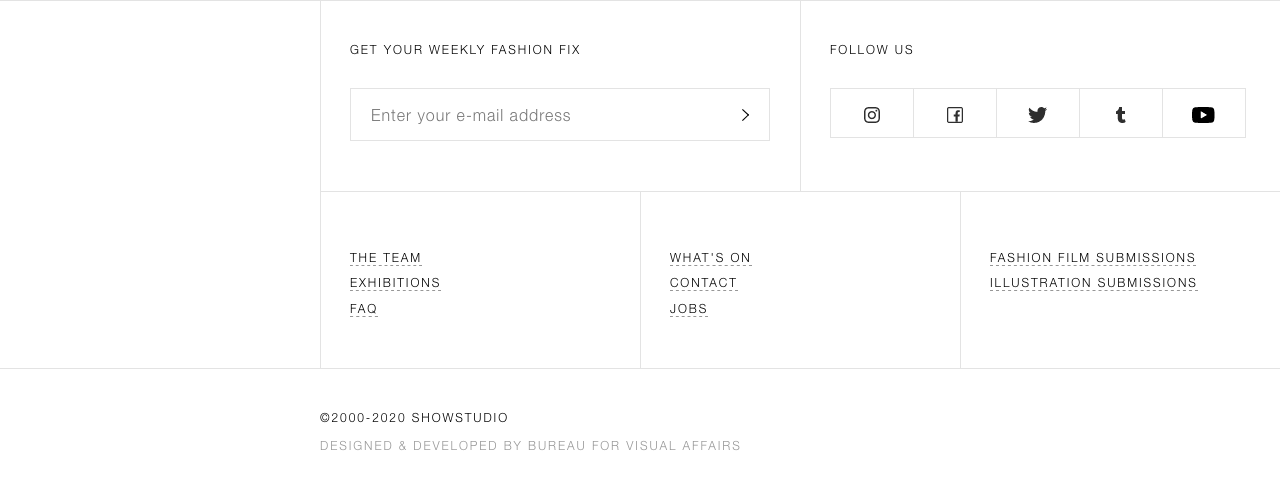 GET YOUR WEEKLY FASHION FIX
Enter your e-mail address
FOLLOW US
THE TEAM
EXHIBITIONS
FAQ
WHAT'S ON
CONTACT
JOBS
FASHION FILM SUBMISSIONS
ILLUSTRATION SUBMISSIONS
©2000-2020 SHOWSTUDIO
DESIGNED & DEVELOPED BY BUREAU FOR VISUAL AFFAIRS